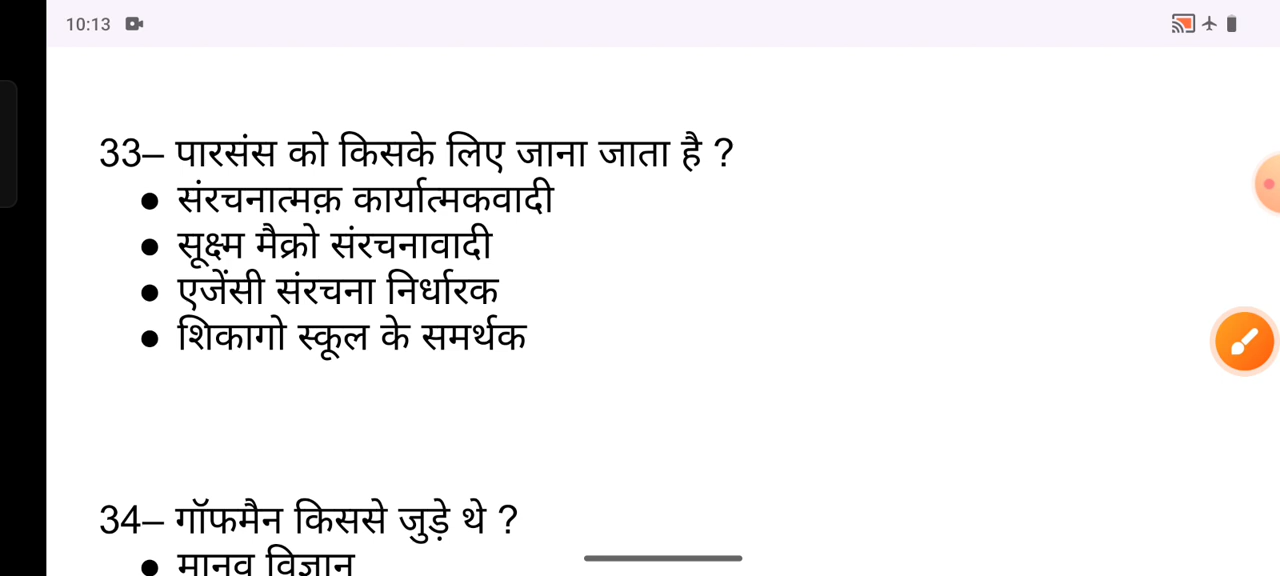 10:13
33– पारसंस को किसके लिए जाना जाता है ?
● संरचनात्मक़ कार्यात्मकवादी
● सूक्ष्म मैक्रो संरचनावादी
● एजेंसी संरचना निर्धारक
● शिकागो स्कूल के समर्थक
34– गॉफमैन किससे जुड़े थे ?
● मानव विज्ञान